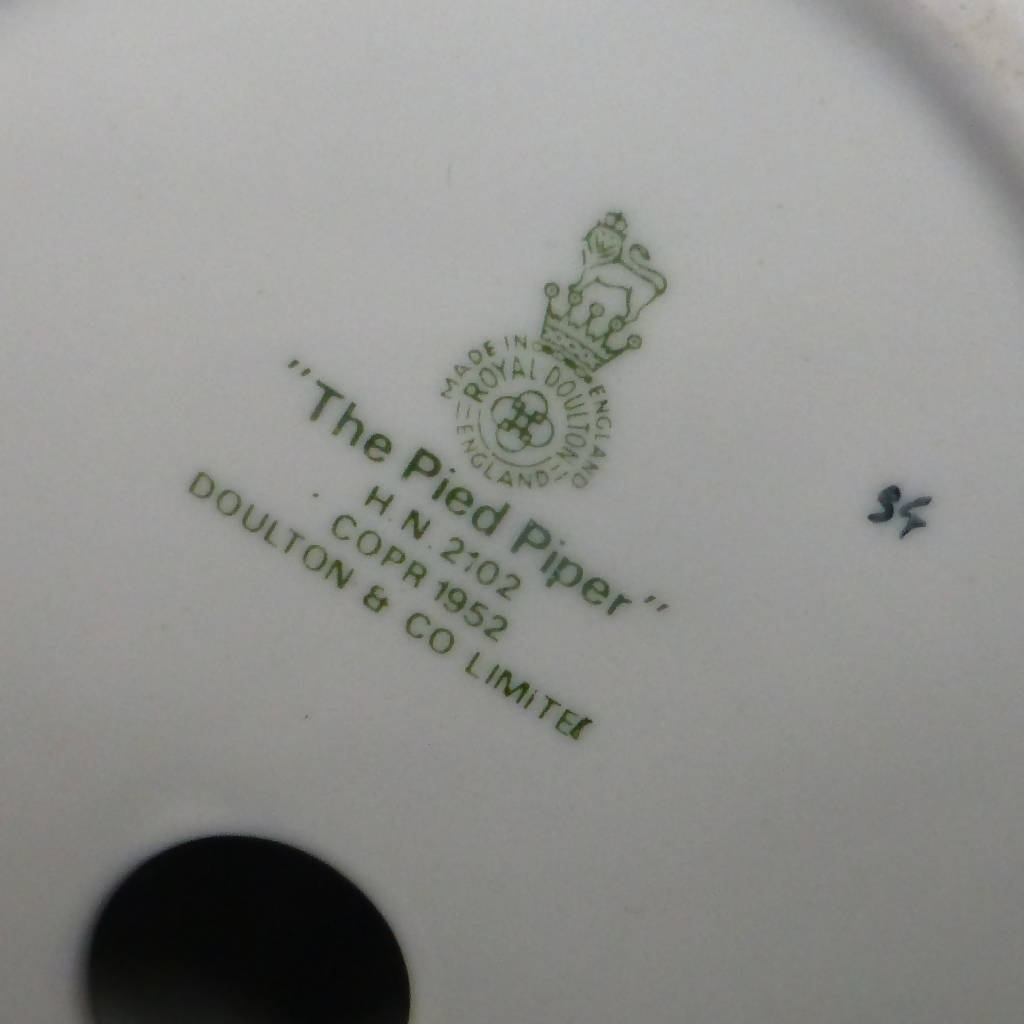 MADE IN ENGLAND
ROYAL DOULTON
ENGLAND
"The Pied Piper"
H.N. 2102
COPR 1952
DOULTON & CO LIMITED